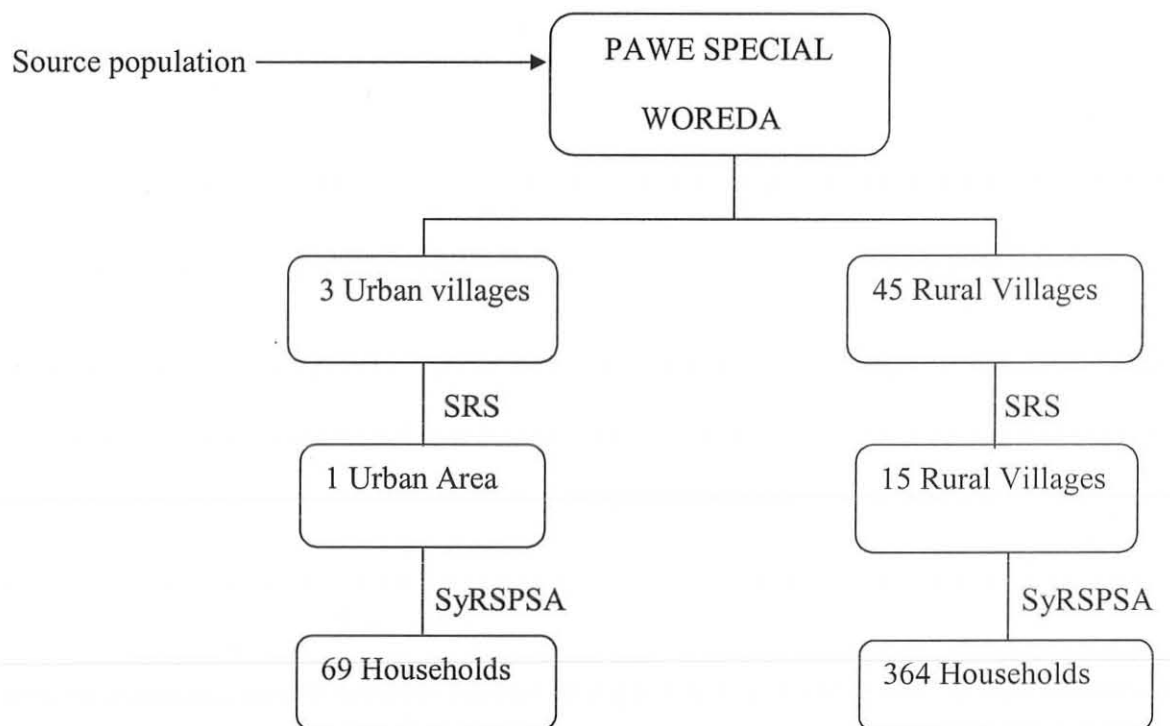 Source population
PAWE SPECIAL
WOREDA
3 Urban villages
45 Rural Villages
SRS
SRS
1 Urban Area
15 Rural Villages
SyRSPSA
SyRSPSA
69 Households
364 Households